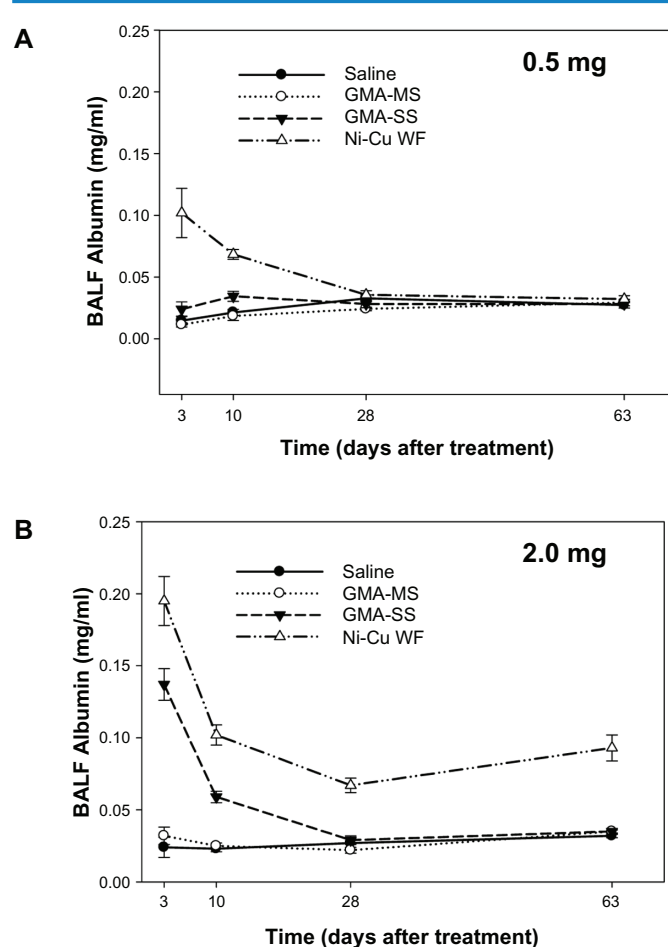 A
0.5 mg
Saline
GMA-MS
GMA-SS
Ni-Cu WF
BALF Albumin (mg/ml)
0.25
0.20
0.15
0.10
0.05
0.00
3 10 28 63
Time (days after treatment)
B
2.0 mg
Saline
GMA-MS
GMA-SS
Ni-Cu WF
BALF Albumin (mg/ml)
0.25
0.20
0.15
0.10
0.05
0.00
3 10 28 63
Time (days after treatment)